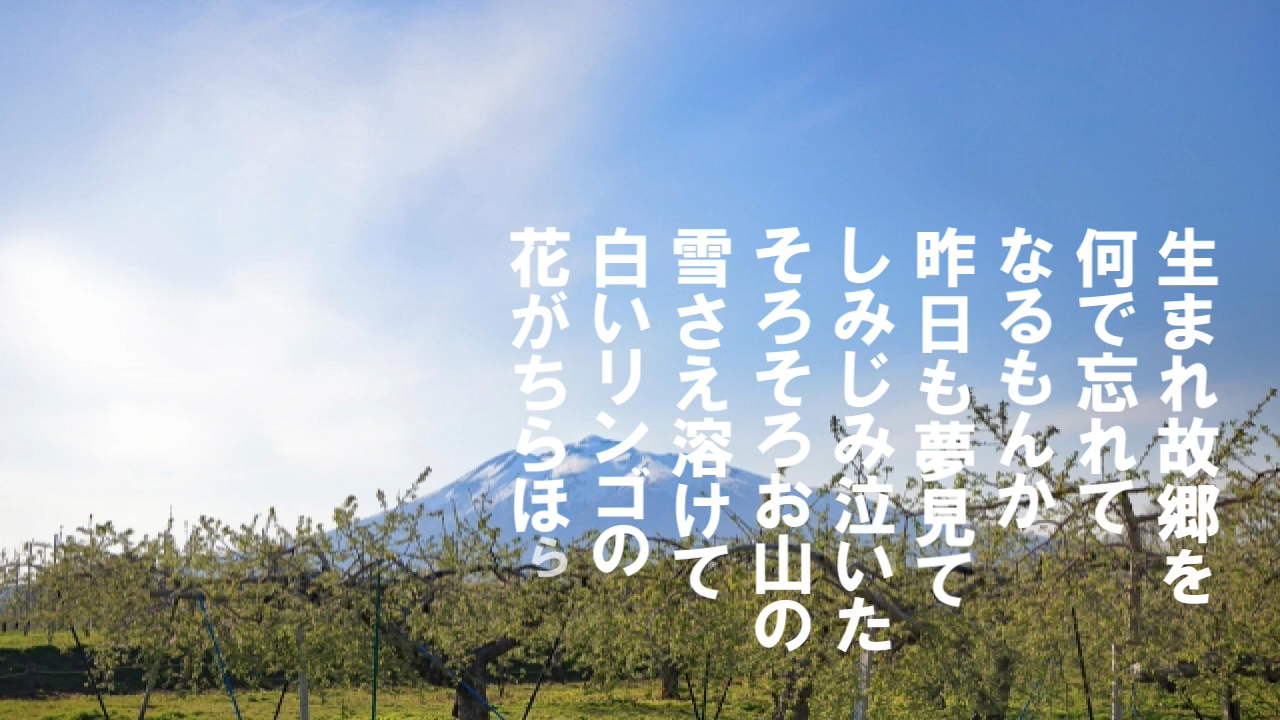 生まれ故郷を
何で忘れて
なるもんか
昨日も夢見て
しみじみ泣いた
そろそろお山の
雪さえ溶けて
白いリンゴの
花がちらほら